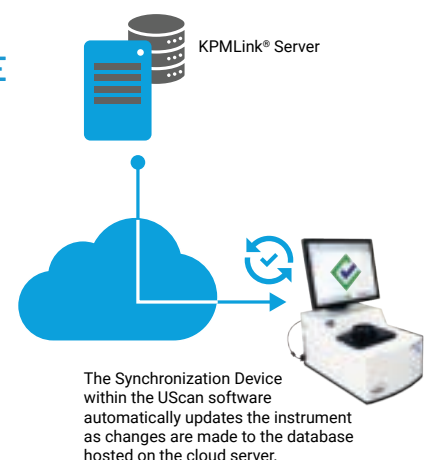 E
KPMLink® Server
The Synchronization Device
within the UScan software
automatically updates the instrument
as changes are made to the database
hosted on the cloud server.